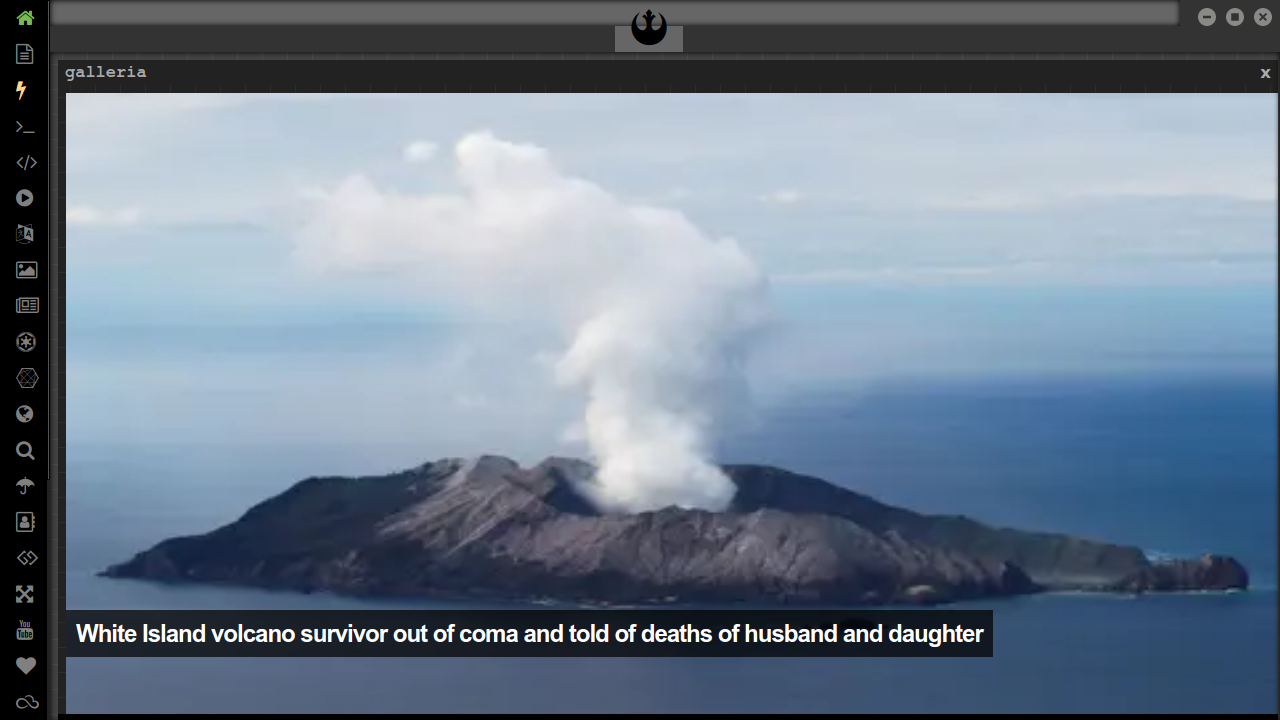 galleria
x
White Island volcano survivor out of coma and told of deaths of husband and daughter
You
Tube